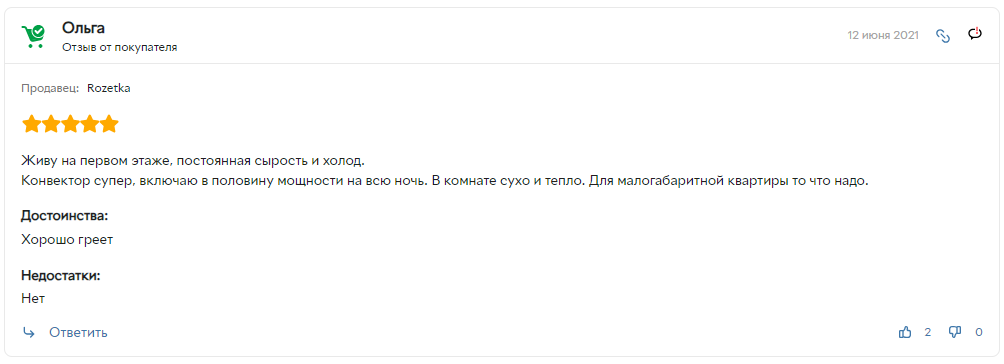 Ольга
Отзыв от покупателя
12 июня 2021
Продавец: Rozetka
Живу на первом этаже, постоянная сырость и холод.
Конвектор супер, включаю в половину мощности на всю ночь. В комнате сухо и тепло. Для малогабаритной квартиры то что надо.
Достоинства:
Хорошо греет
Недостатки:
Нет
Ответить
2
0